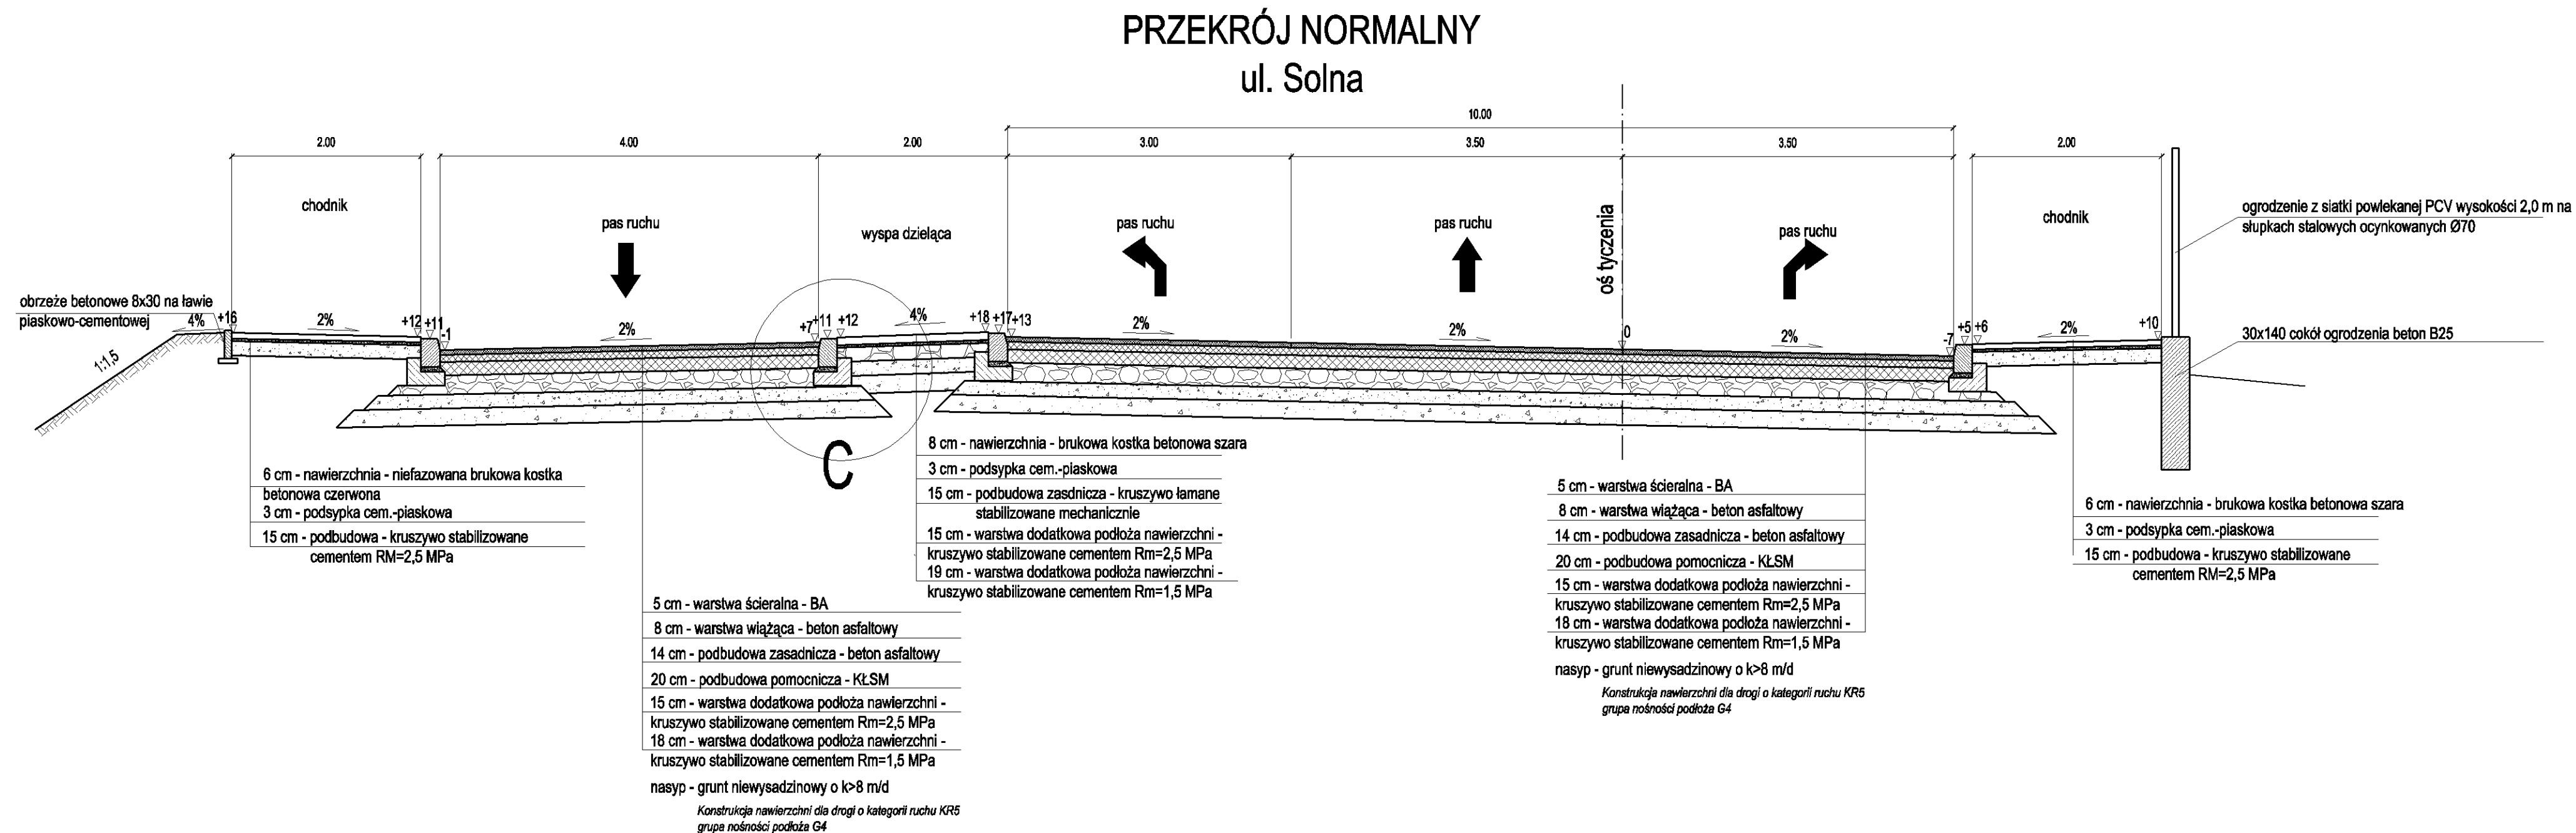 PRZEKRÓJ NORMALNY
ul. Solna
10.00
2.00
4.00
2.00
3.00
3.50
3.50
2.00
chodnik
pas ruchu
wyspa dzieląca
pas ruchu
pas ruchu
oś tyczenia
pas ruchu
chodnik
ogrodzenie z siatki powlekanej PCV wysokości 2,0 m na
słupkach stalowych ocynkowanych Ø70
obrzeże betonowe 8x30 na ławie
piaskowo-cementowej
4%
+16
2%
+12
+11
-1
2%
+7
+11
+12
4%
+18
+17
+13
2%
2%
0
2%
-7
+5
+6
2%
+10
30x140 cokół ogrodzenia beton B25
1:1,5
C
6 cm - nawierzchnia - niefazowana brukowa kostka
betonowa czerwona
3 cm - podsypka cem.-piaskowa
15 cm - podbudowa - kruszywo stabilizowane
cementem RM=2,5 MPa
8 cm - nawierzchnia - brukowa kostka betonowa szara
3 cm - podsypka cem.-piaskowa
15 cm - podbudowa zasdnicza - kruszywo łamane
stabilizowane mechanicznie
15 cm - warstwa dodatkowa podłoża nawierzchni -
kruszywo stabilizowane cementem Rm=2,5 MPa
19 cm - warstwa dodatkowa podłoża nawierzchni -
kruszywo stabilizowane cementem Rm=1,5 MPa
5 cm - warstwa ścieralna - BA
8 cm - warstwa wiążąca - beton asfaltowy
14 cm - podbudowa zasadnicza - beton asfaltowy
20 cm - podbudowa pomocnicza - KŁSM
15 cm - warstwa dodatkowa podłoża nawierzchni -
kruszywo stabilizowane cementem Rm=2,5 MPa
18 cm - warstwa dodatkowa podłoża nawierzchni -
kruszywo stabilizowane cementem Rm=1,5 MPa
nasyp - grunt niewysadzinowy o k>8 m/d
Konstrukcja nawierzchni dla drogi o kategorii ruchu KR5
grupa nośności podłoża G4
5 cm - warstwa ścieralna - BA
8 cm - warstwa wiążąca - beton asfaltowy
14 cm - podbudowa zasadnicza - beton asfaltowy
20 cm - podbudowa pomocnicza - KŁSM
15 cm - warstwa dodatkowa podłoża nawierzchni -
kruszywo stabilizowane cementem Rm=2,5 MPa
18 cm - warstwa dodatkowa podłoża nawierzchni -
kruszywo stabilizowane cementem Rm=1,5 MPa
nasyp - grunt niewysadzinowy o k>8 m/d
Konstrukcja nawierzchni dla drogi o kategorii ruchu KR5
grupa nośności podłoża G4
6 cm - nawierzchnia - brukowa kostka betonowa szara
3 cm - podsypka cem.-piaskowa
15 cm - podbudowa - kruszywo stabilizowane
cementem RM=2,5 MPa